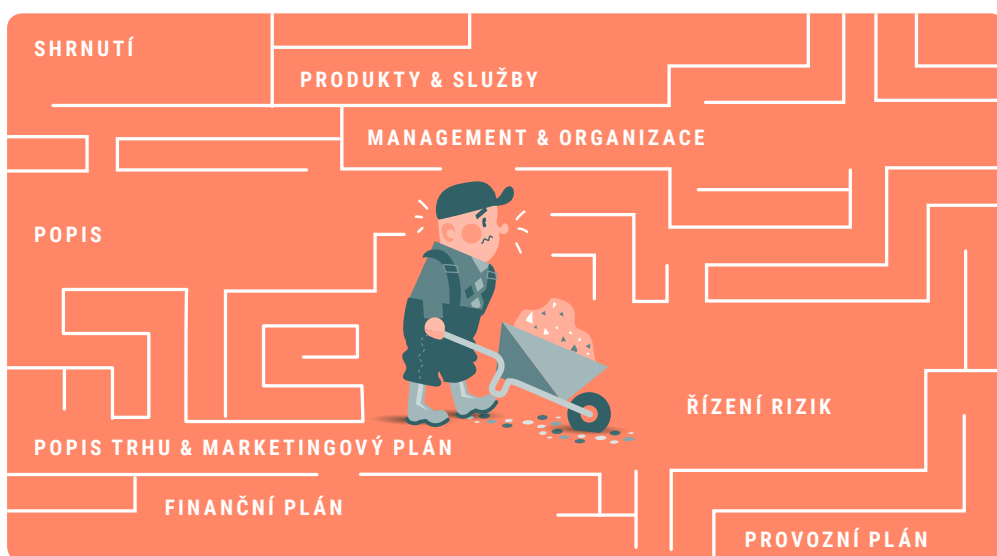 SHRNUTÍ
PRODUKTY & SLUŽBY
MANAGEMENT & ORGANIZACE
POPIS
ŘÍZENÍ RIZIK
POPIS TRHU & MARKETINGOVÝ PLÁN
FINANČNÍ PLÁN
PROVOZNÍ PLÁN